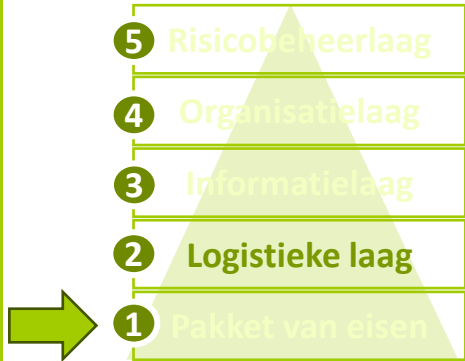 5 Risicobeheerlaag
4 Organisatielaag
3 Informatielaag
2 Logistieke laag
1 Pakket van eisen